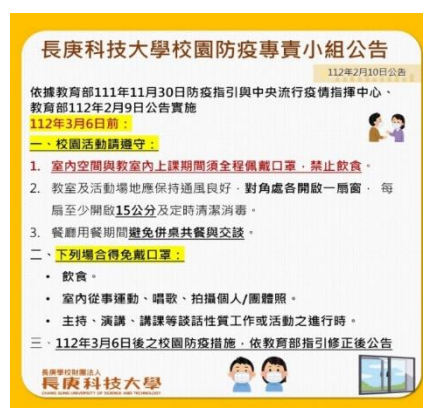 長庚科技大學校園防疫專責小組公告
112年2月10日公告
依據教育部111年11月30日防疫指引與中央流行疫情指揮中心、
教育部112年2月9日公告實施
112年3月6日前：
一、校園活動請遵守：
1. 室內空間與教室內上課期間須全程佩戴口罩，禁止飲食。
2. 教室及活動場地應保持通風良好，對角處各開啟一扇窗， 每
扇至少開啟15公分及定時清潔消毒。
3. 餐廳用餐期間避免併桌共餐與交談。
二、下列場合得免戴口罩：
• 飲食。
• 室內從事運動、唱歌、拍攝個人/團體照。
• 主持、演講、講課等談話性質工作或活動之進行時。
三、112年3月6日後之校園防疫措施，依教育部指引修正後公告
長庚學校財團法人
長庚科技大學
CHANG GUNG UNIVERSITY OF SCIENCE AND TECHNOLOGY